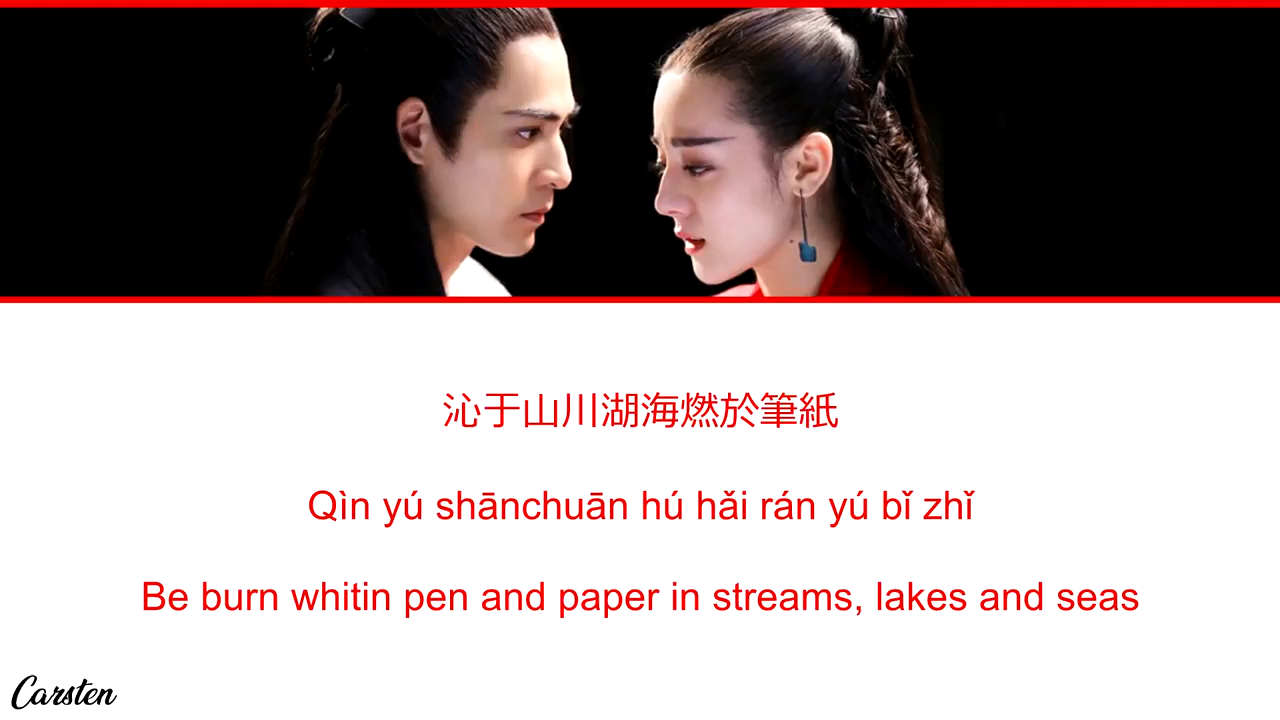 沁于山川湖海燃於筆紙
Qìn yú shānchuān hú hǎi rán yú bǐ zhǐ
Be burn whitin pen and paper in streams, lakes and seas
Carsten